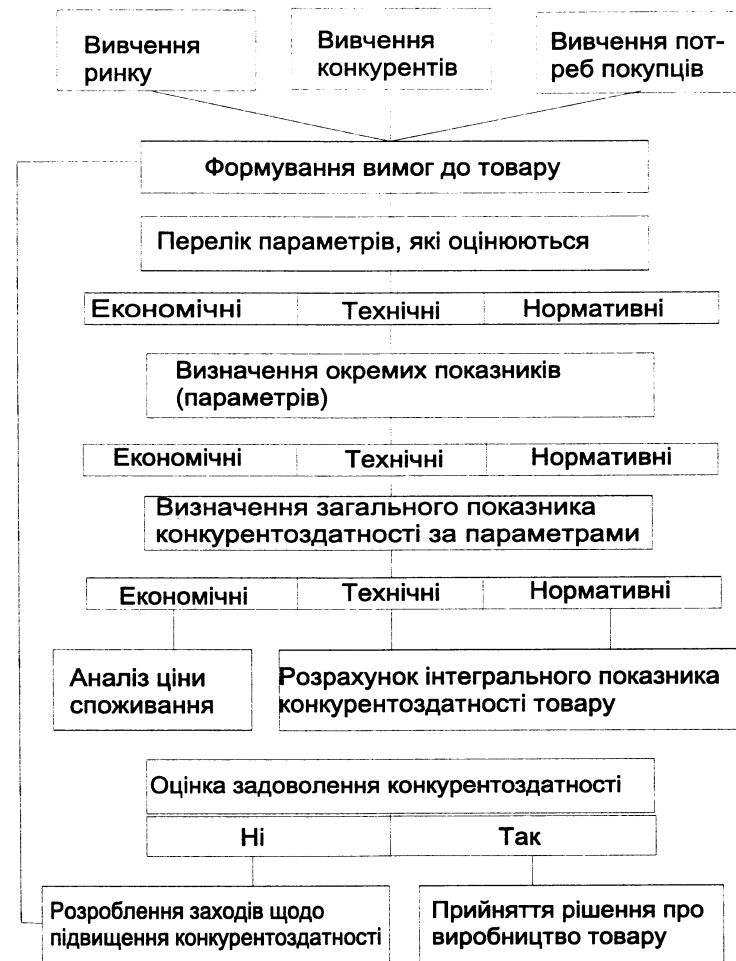 Вивчення
ринку
Вивчення
конкурентів
Вивчення пот-
реб покупців
Формування вимог до товару
Перелік параметрів, які оцінюються
Економічні Технічні Нормативні
Визначення окремих показників
(параметрів)
Економічні Технічні Нормативні
Визначення загального показника
конкурентоздатності за параметрами
Економічні Технічні Нормативні
Аналіз ціни
споживання
Розрахунок інтегрального показника
конкурентоздатності товару
Оцінка задоволення конкурентоздатності
Ні Так
Розроблення заходів щодо
підвищення конкурентоздатності
Прийняття рішення про
виробництво товару